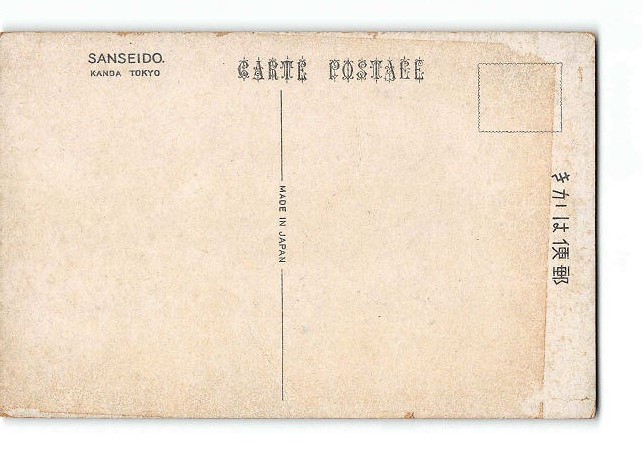 SANSEIDO.
KANDA TOKYO
CARTE POSTALE
MADE IN JAPAN
郵便はかき